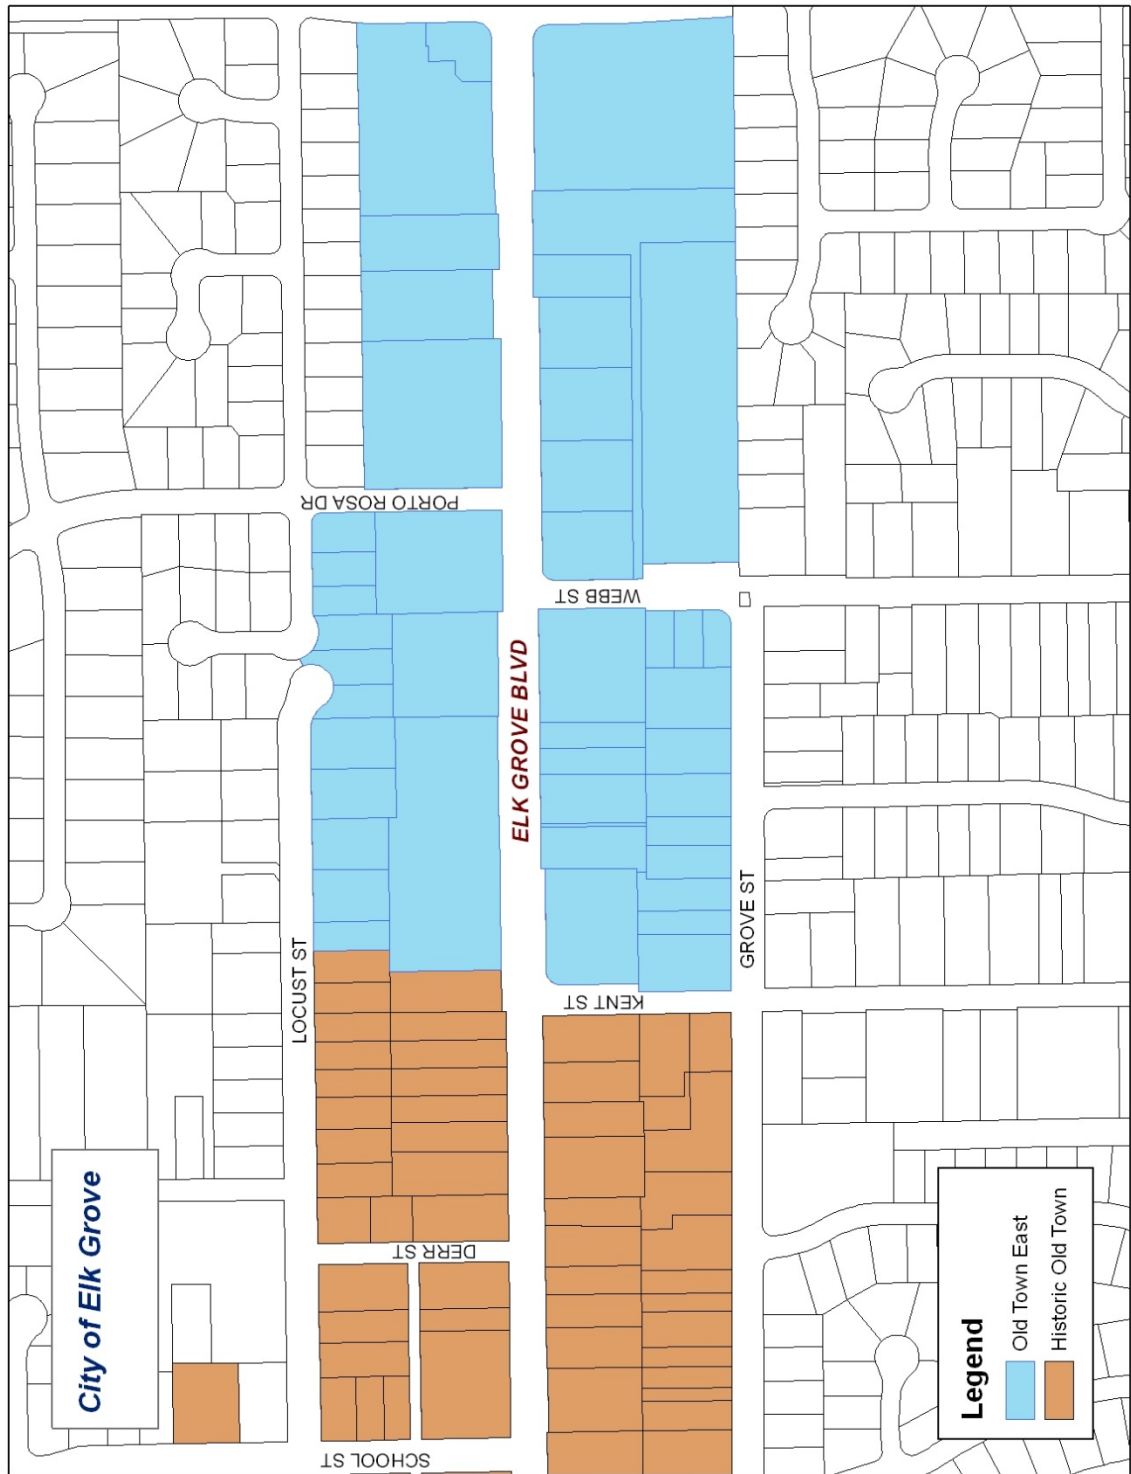 City of Elk Grove
LOCUST ST
PORTO ROSA DR
ELK GROVE BLVD
WEBB ST
KENT ST
GROVE ST
DERR ST
SCHOOL ST
Legend
Old Town East
Historic Old Town